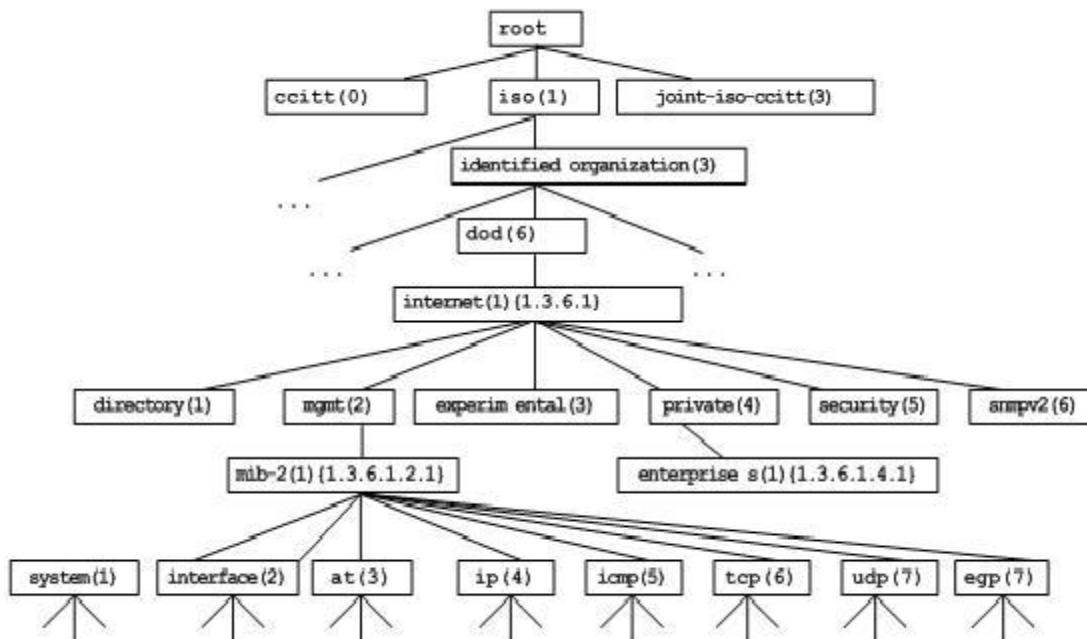 root
ccitt(0)
iso(1)
joint-iso-ccitt(3)
identified organization(3)
...
dod(6)
...
...
internet(1){1.3.6.1}
directory(1)
mgmt(2)
experim ental(3)
private(4)
security(5)
snmpv2(6)
mib-2(1){1.3.6.1.2.1}
enterprise s(1){1.3.6.1.4.1}
system(1)
interface(2)
at(3)
ip(4)
icmp(5)
tcp(6)
udp(7)
egp(7)